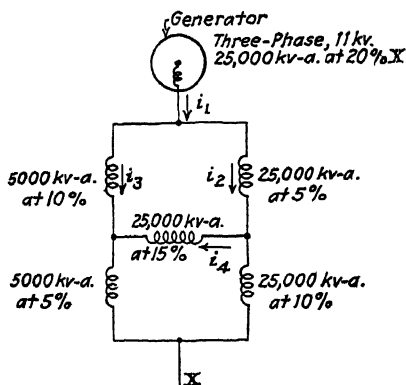 Generator
Three-Phase, 11 kv.
25,000 kv-a. at 20% X
i1
5000 kv-a.
at 10%
i3
i2
25,000 kv-a.
at 5%
25,000
kv-a.
at 15%
i4
5000 kv-a.
at 5%
25,000 kv-a.
at 10%
X